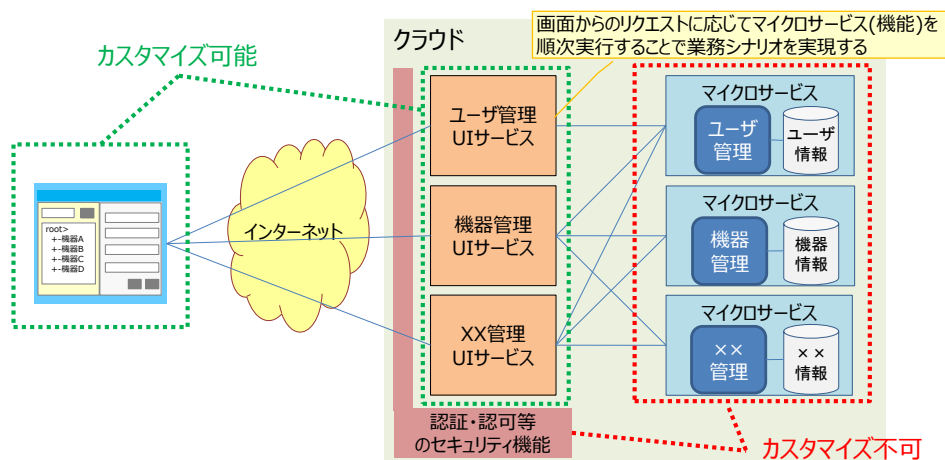 画面からのリクエストに応じてマイクロサービス(機能)を
順次実行することで業務シナリオを実現する
クラウド
カスタマイズ可能
ユーザ管理
UIサービス
機器管理
UIサービス
XX管理
UIサービス
インターネット
root>
+-機器A
+-機器B
+-機器C
+-機器D
マイクロサービス
ユーザ
管理
ユーザ
情報
マイクロサービス
機器
管理
機器
情報
マイクロサービス
××
管理
××
情報
認証・認可等
のセキュリティ機能
カスタマイズ不可